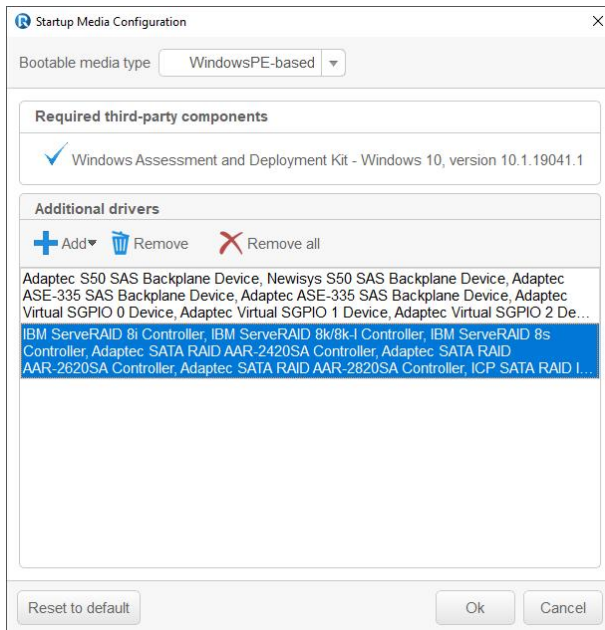 Startup Media Configuration
Bootable media type WindowsPE-based
Required third-party components
Windows Assessment and Deployment Kit - Windows 10, version 10.1.19041.1
Additional drivers
Add Remove Remove all
Adaptec S50 SAS Backplane Device, Newisys S50 SAS Backplane Device, Adaptec
ASE-335 SAS Backplane Device, Adaptec ASE-335 SAS Backplane Device, Adaptec
Virtual SGPIO 0 Device, Adaptec Virtual SGPIO 1 Device, Adaptec Virtual SGPIO 2 De...
IBM ServeRAID 8i Controller, IBM ServeRAID 8k/8k-l Controller, IBM ServeRAID 8s
Controller, Adaptec SATA RAID AAR-2420SA Controller, Adaptec SATA RAID
AAR-2620SA Controller, Adaptec SATA RAID AAR-2820SA Controller, ICP SATA RAID I...
Reset to default Ok Cancel